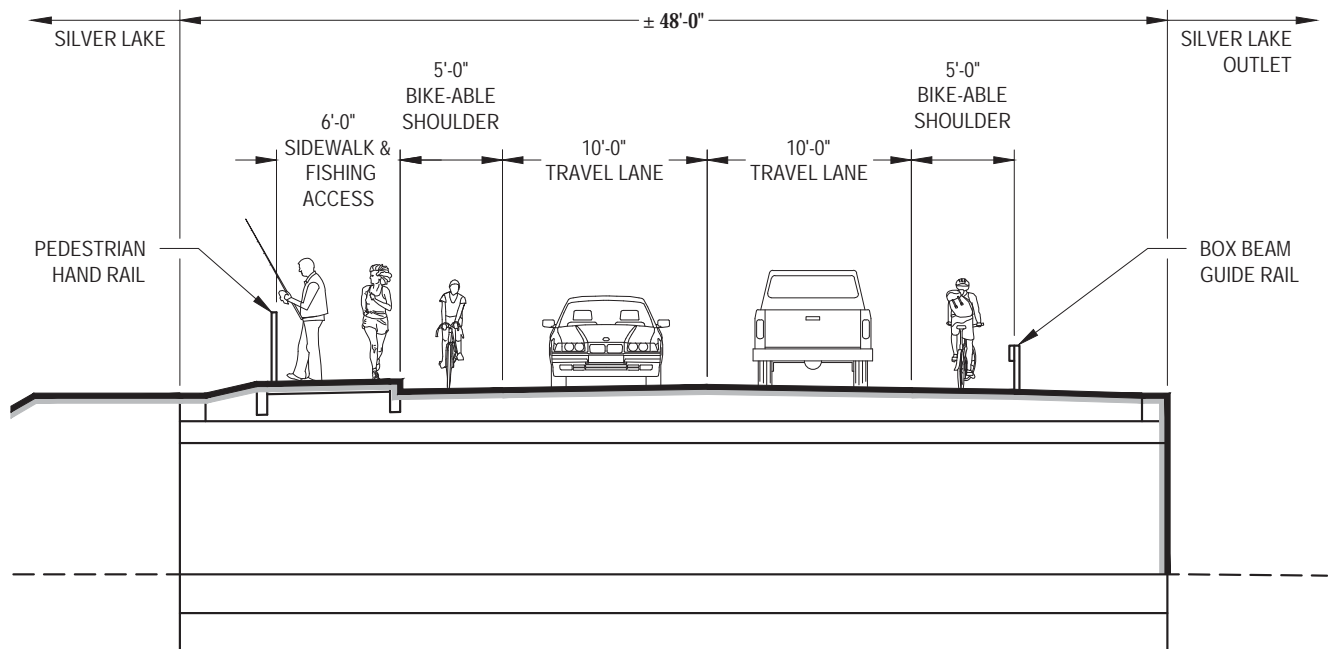 ± 48'-0"
SILVER LAKE
SILVER LAKE
OUTLET
5'-0"
BIKE-ABLE
SHOULDER
5'-0"
BIKE-ABLE
SHOULDER
6'-0"
SIDEWALK &
FISHING
ACCESS
10'-0"
TRAVEL LANE
10'-0"
TRAVEL LANE
PEDESTRIAN
HAND RAIL
BOX BEAM
GUIDE RAIL